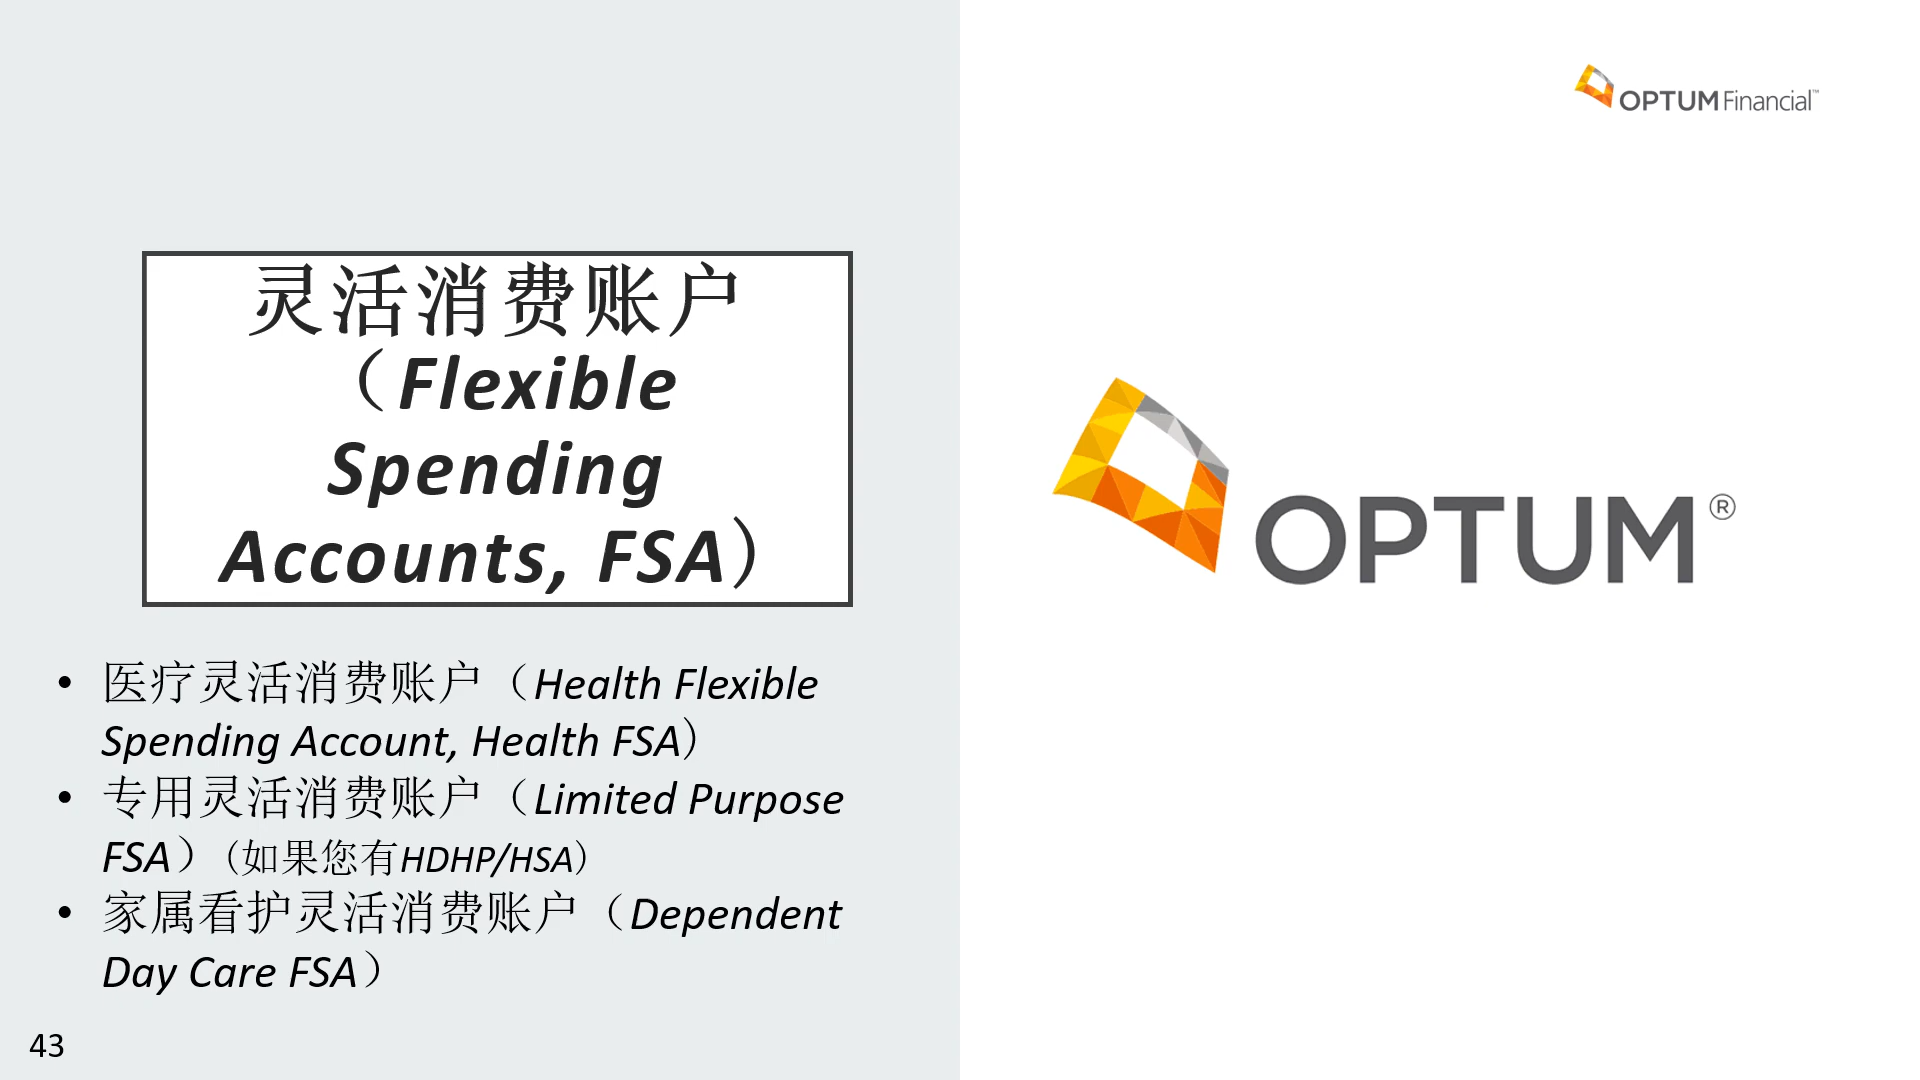 OPTUM Financial™
灵活消费账户
（Flexible
Spending
Accounts, FSA）
OPTUM®
• 医疗灵活消费账户（Health Flexible
Spending Account, Health FSA)
• 专用灵活消费账户（Limited Purpose
FSA）(如果您有HDHP/HSA)
• 家属看护灵活消费账户（Dependent
Day Care FSA）
43